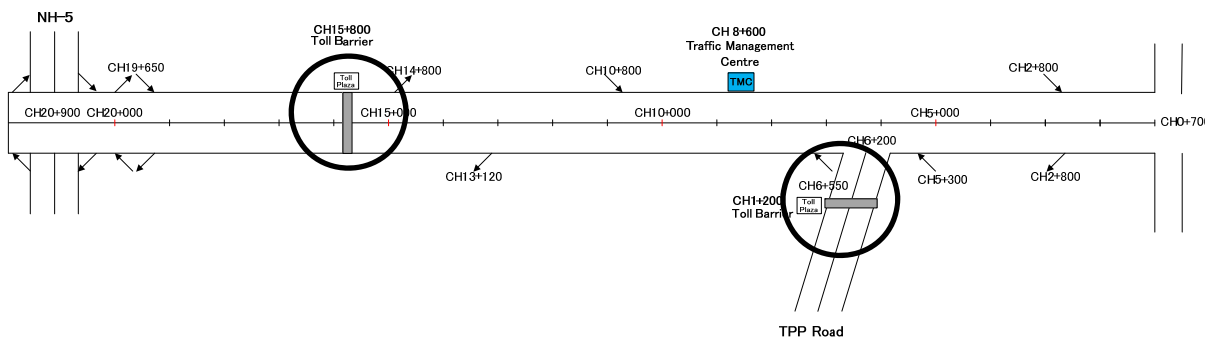 NH-5
CH15+800
Toll Barrier
CH 8+600
Traffic Management
Centre
CH19+650
Toll
Plaza
CH14+800
CH10+800
TMC
CH2+800
CH20+900
CH20+000
CH15+000
CH10+000
CH5+000
CH0+700
CH6+200
CH13+120
CH6+550
CH5+300
CH2+800
CH1+200
Toll Barrier
Toll
Plaza
TPP Road